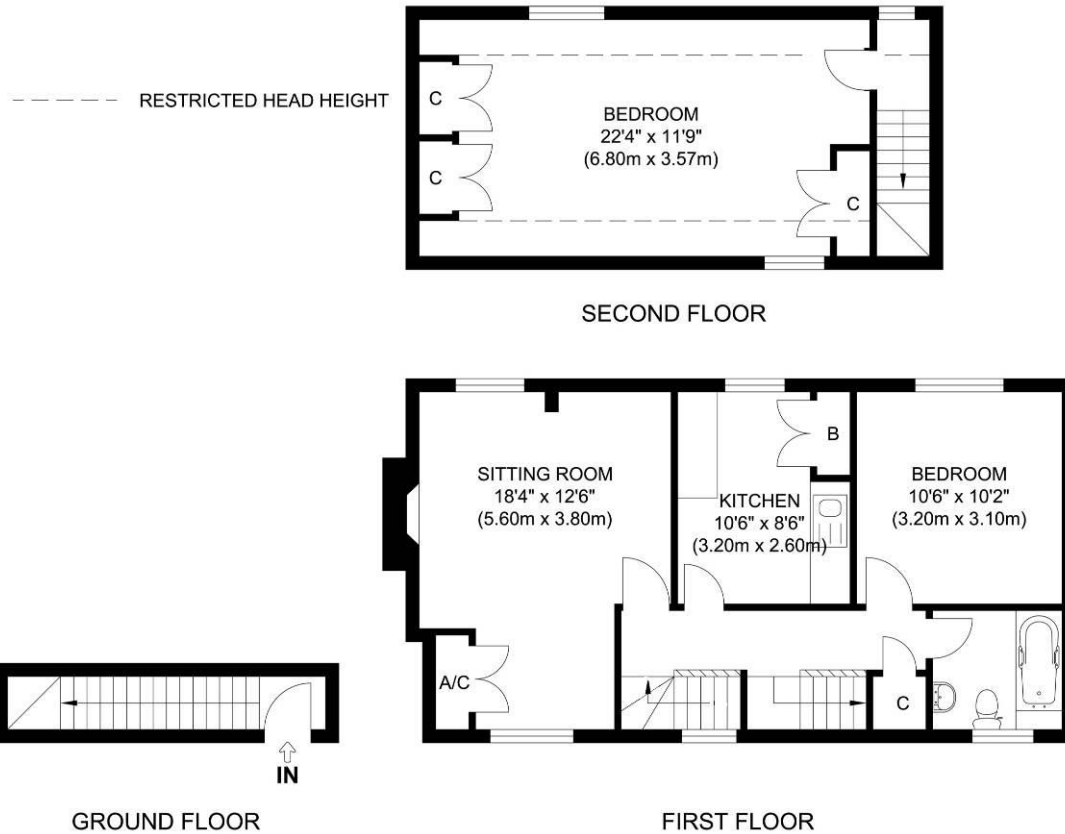 RESTRICTED HEAD HEIGHT
C
C
BEDROOM
22'4" x 11'9"
(6.80m x 3.57m)
C
SECOND FLOOR
SITTING ROOM
18'4" x 12'6"
(5.60m x 3.80m)
A/C
KITCHEN
10'6" x 8'6"
(3.20m x 2.60m)
B
BEDROOM
10'6" x 10'2"
(3.20m x 3.10m)
C
IN
GROUND FLOOR
FIRST FLOOR